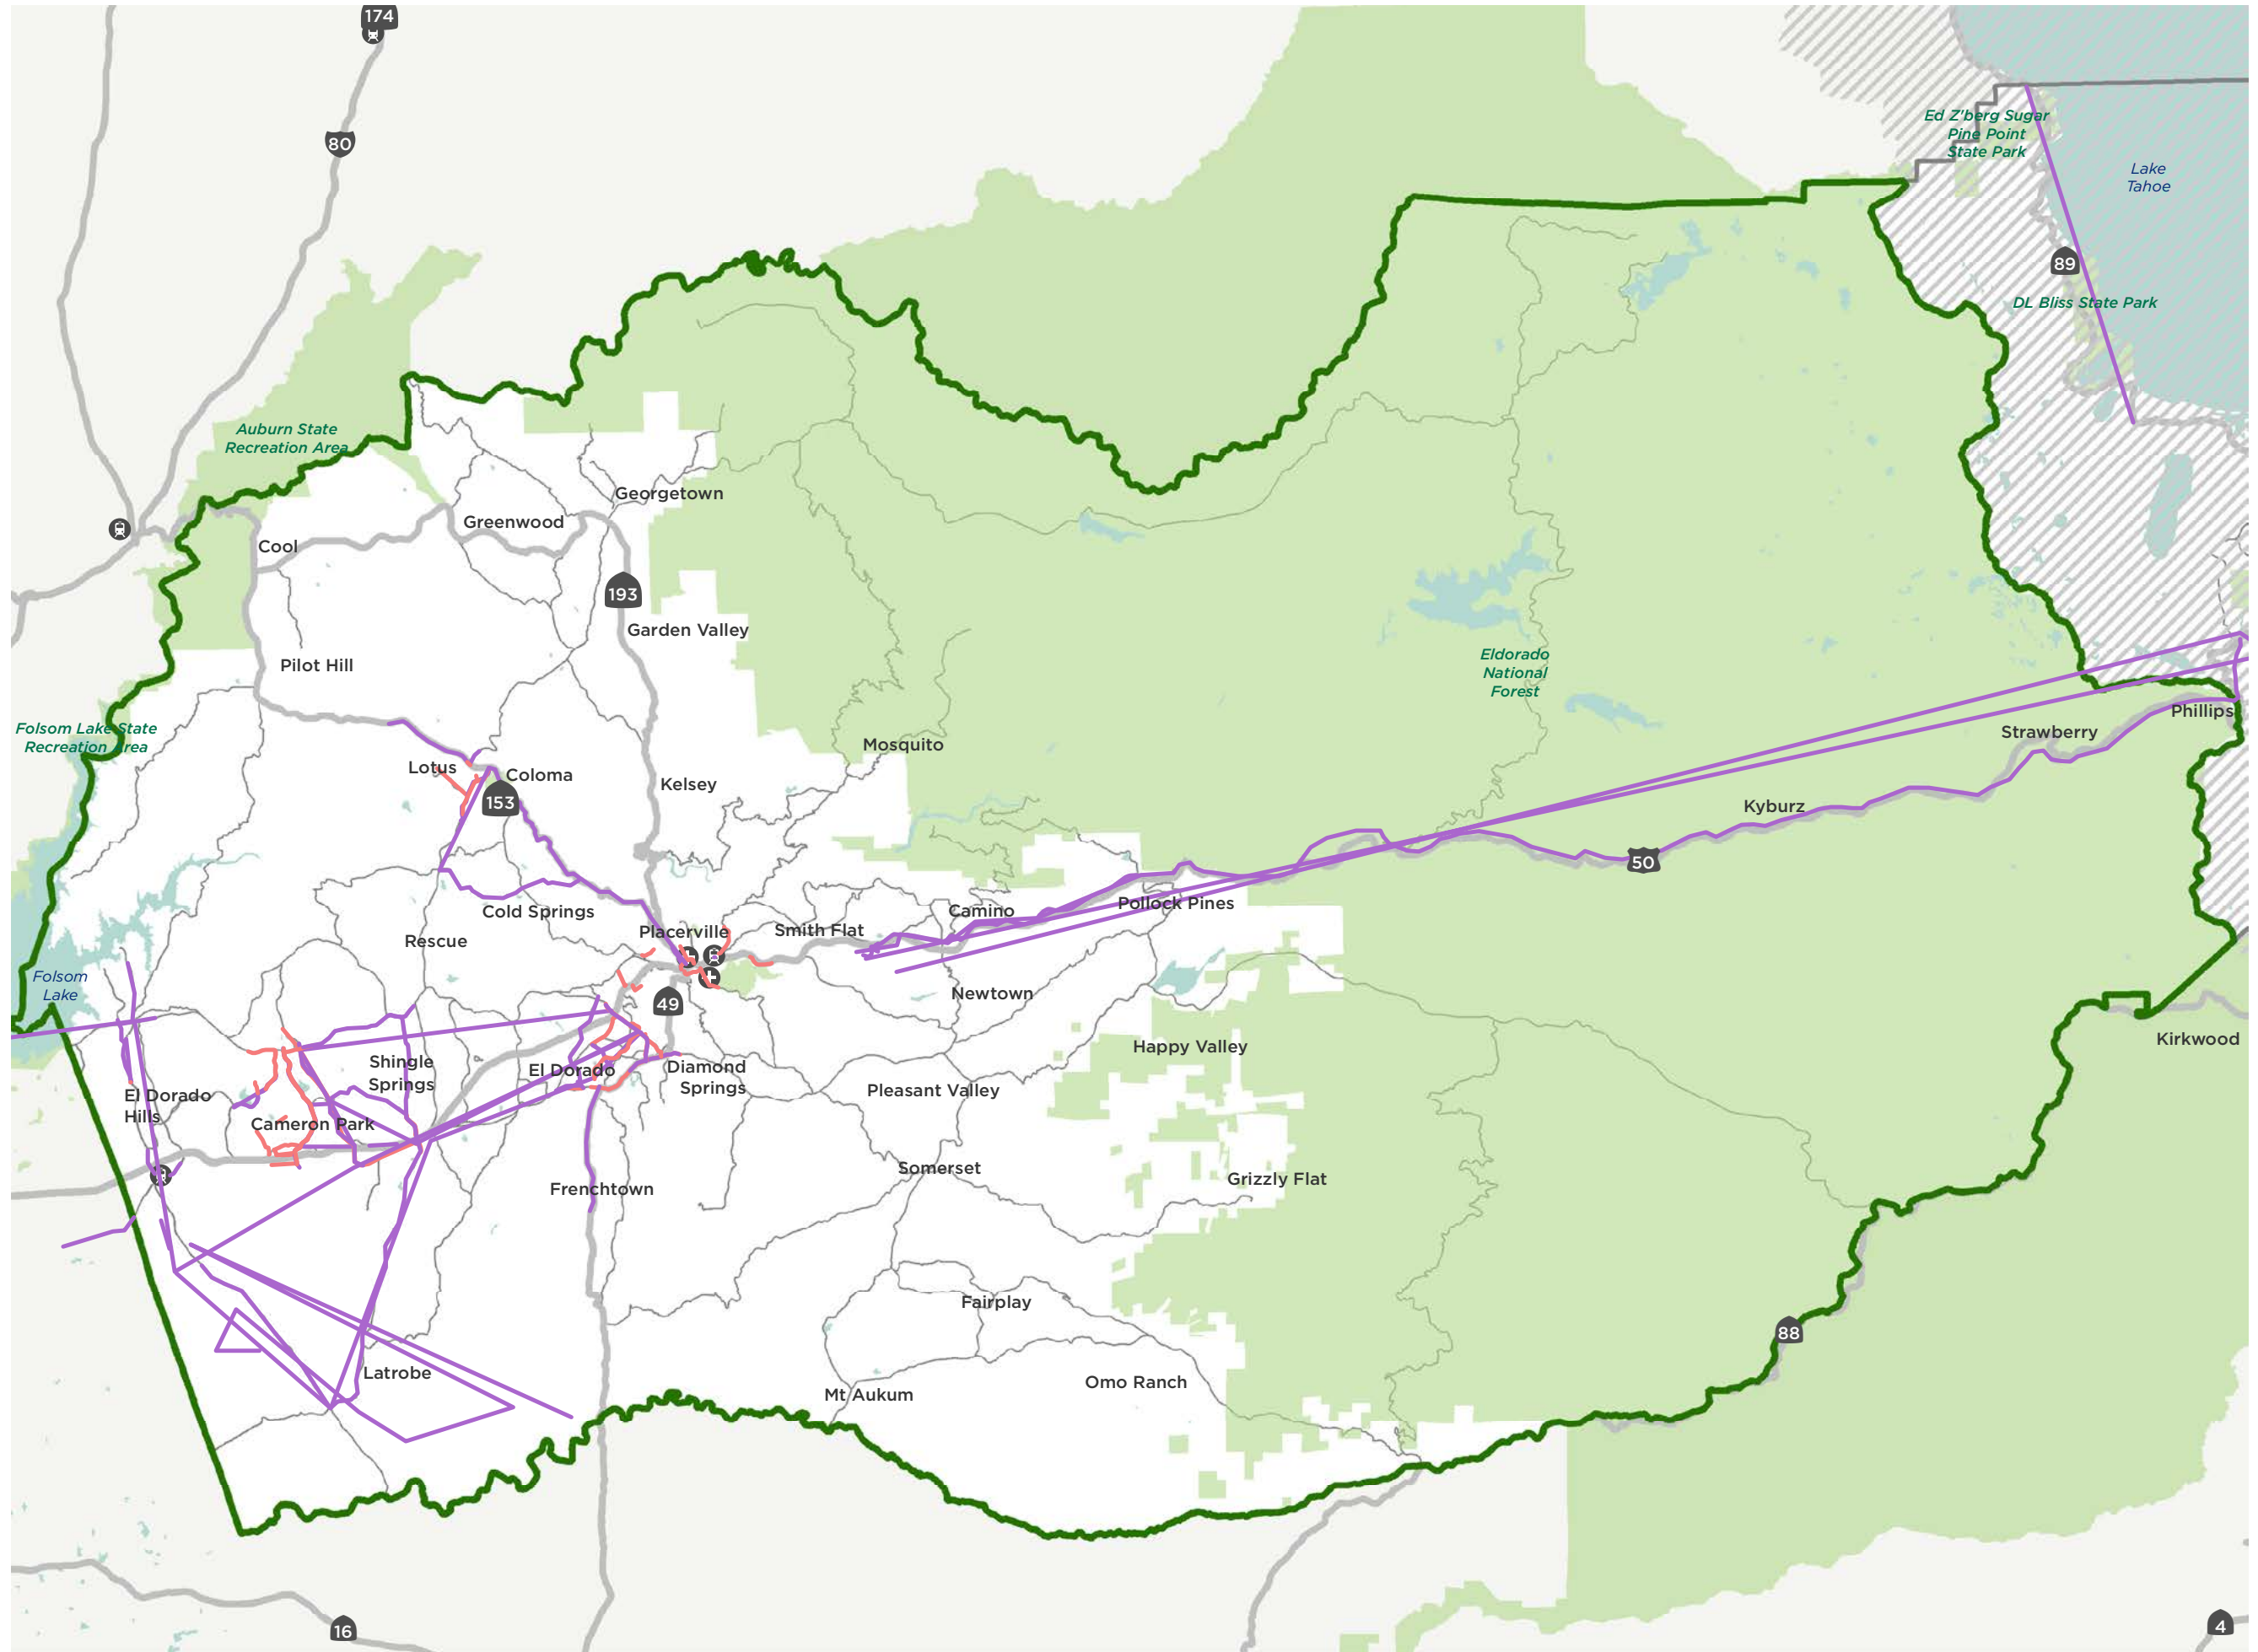 174
80
Ed Z'berg Sugar
Pine Point
State Park
Lake
Tahoe
89
DL Bliss State Park
Auburn State
Recreation Area
Georgetown
Greenwood
Cool
193
Garden Valley
Pilot Hill
Eldorado
National
Forest
Folsom Lake State
Recreation Area
Phillips
Strawberry
Mosquito
Lotus
Coloma
Kelsey
153
Kyburz
50
Pollock Pines
Camino
Cold Springs
Placerville
Smith Flat
Rescue
Folsom
Lake
49
Newtown
Kirkwood
Happy Valley
Shingle
Springs
El Dorado
Diamond
Springs
Pleasant Valley
El Dorado
Hills
Cameron Park
Somerset
Grizzly Flat
Frenchtown
Fairplay
88
Latrobe
Mt Aukum
Omo Ranch
16
4